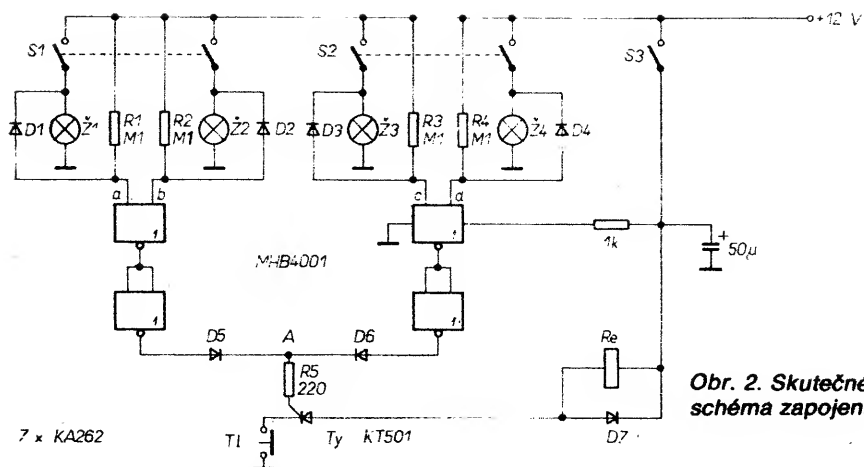 +12 V
S1
S2
S3
D1
Ž1
R1
M1
R2
M1
Ž2
D2
D3
Ž3
R3
M1
R4
M1
Ž4
D4
a
b
c
d
1
1
1k
+
50µ
MHB4001
1
1
D5
A
D6
Re
R5
220
Obr. 2. Skutečné
schéma zapojen
7 x KA262
Tl
Ty
KT501
D7